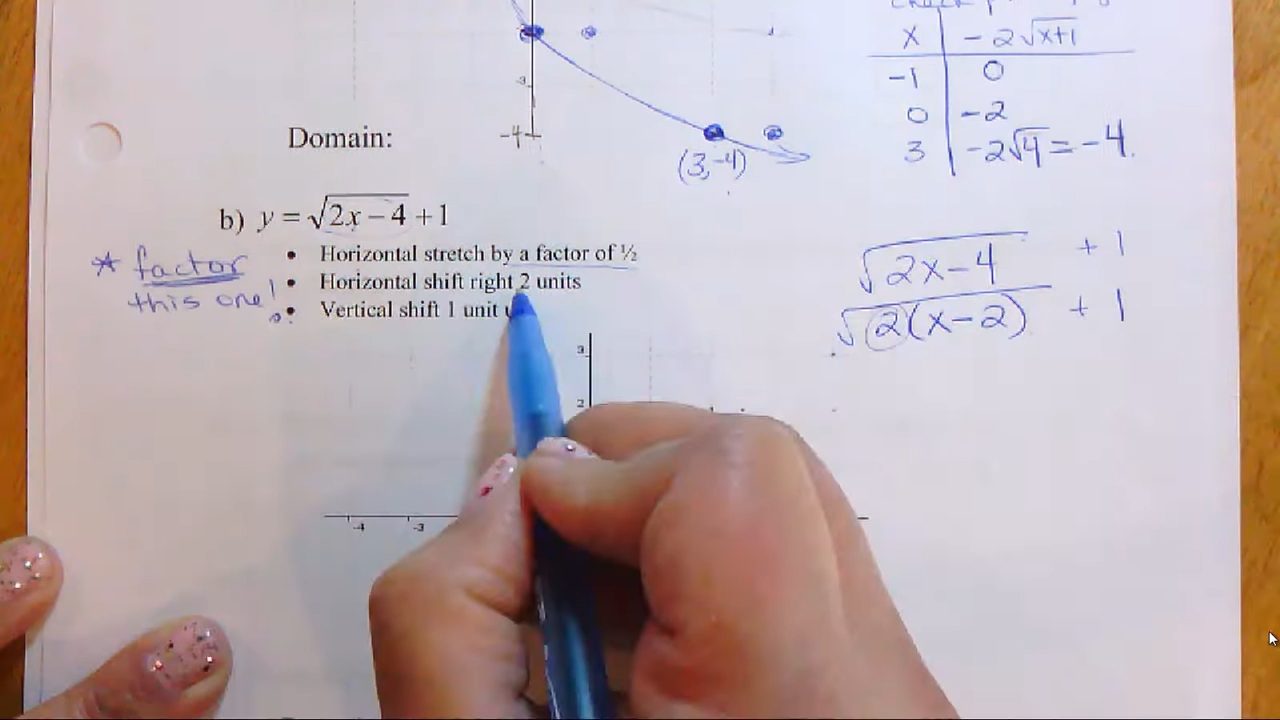 x | -2√x+1
-1 | 0
0 | -2
3 | -2√4 = -4.
-3
-4
(3,-4)
Domain:
b) y = √2x − 4 + 1
• Horizontal stretch by a factor of ½
• Horizontal shift right 2 units
• Vertical shift 1 unit
* factor
this one!
√2x-4 + 1
√2(x-2) + 1
3
2
-4 -3